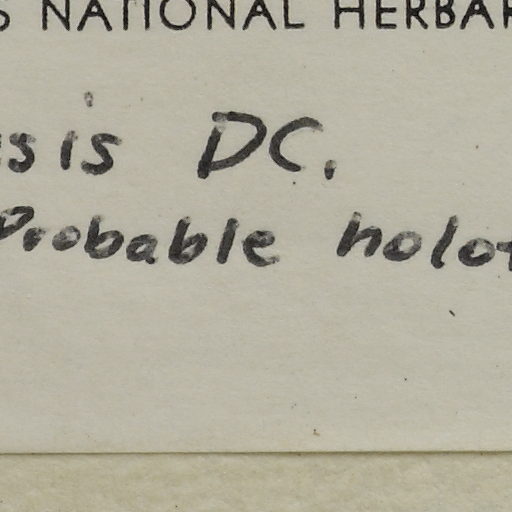 S NATIONAL HERBAR
sis DC.
Probable holot